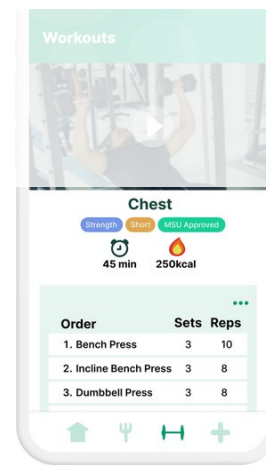 Workouts
Chest
Strength Short MSU Approved
45 min 250kcal
Order Sets Reps
1. Bench Press 3 10
2. Incline Bench Press 3 8
3. Dumbbell Press 3 8